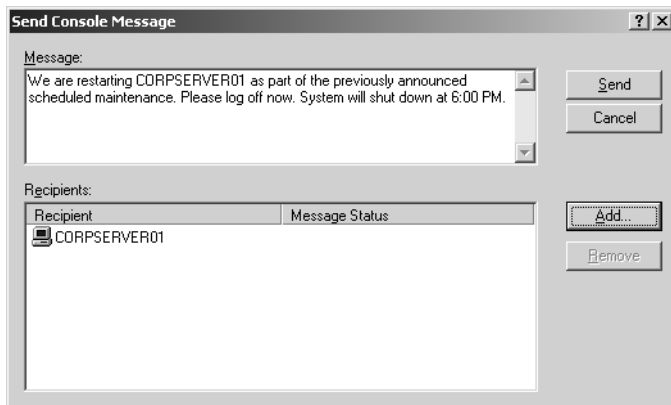 Send Console Message
Message:
We are restarting CORPSERVER01 as part of the previously announced
scheduled maintenance. Please log off now. System will shut down at 6:00 PM.
Send
Cancel
Recipients:
Recipient Message Status
CORPSERVER01
Add...
Remove